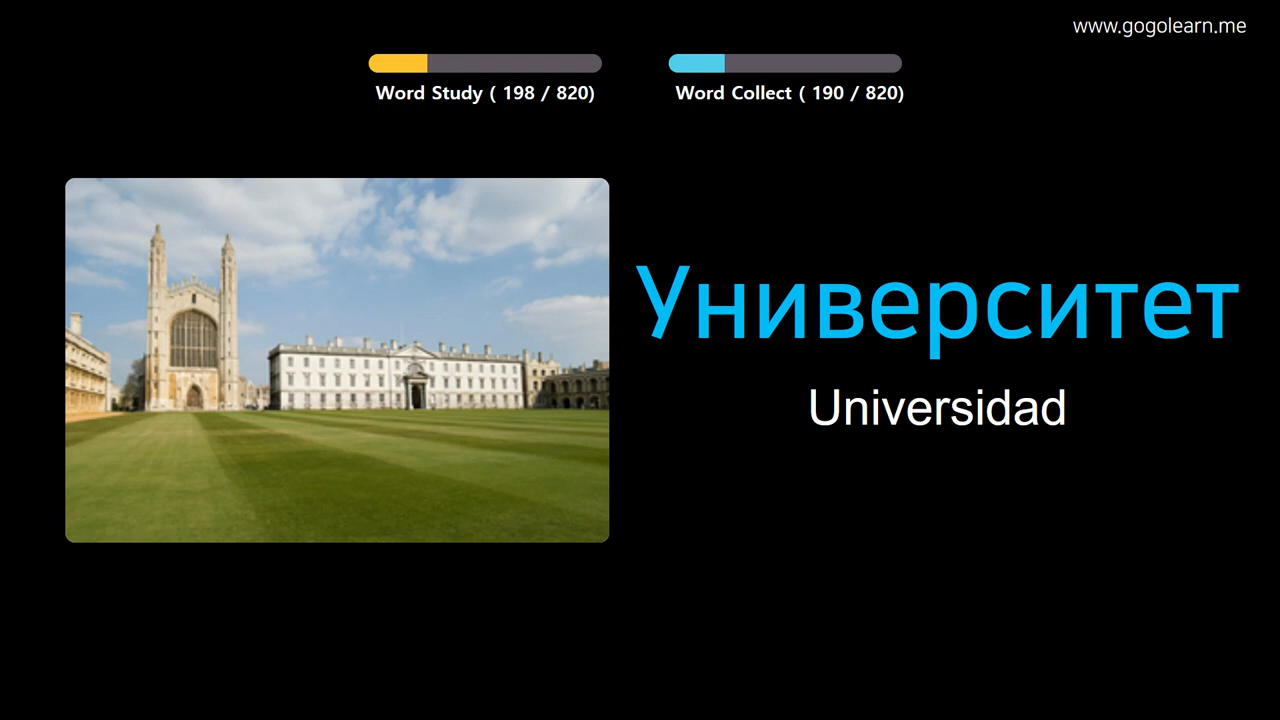 www.gogolearn.me
Word Study ( 198 / 820)
Word Collect ( 190 / 820)
Университет
Universidad